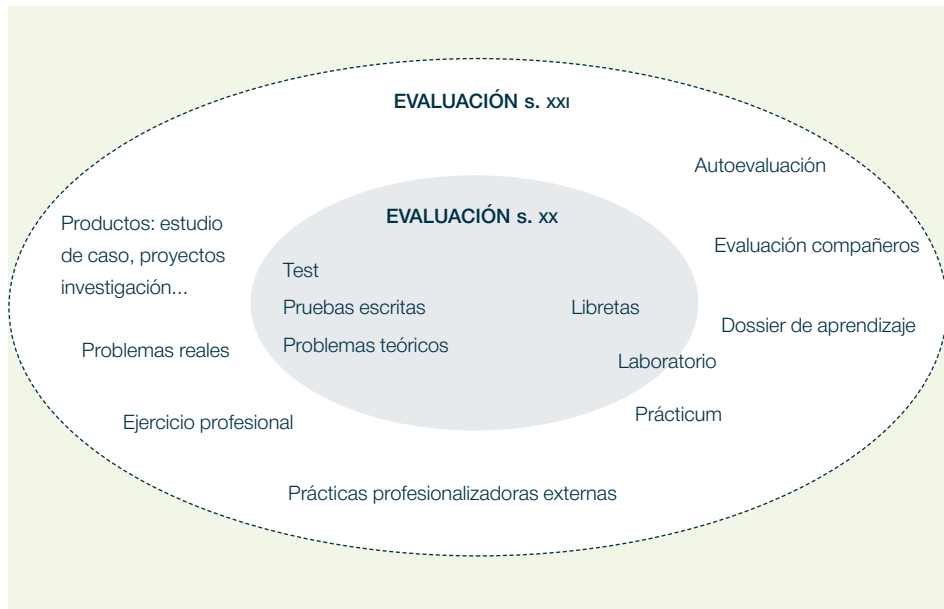 EVALUACIÓN s. XXI
Autoevaluación
EVALUACIÓN s. XX
Productos: estudio
de caso, proyectos
investigación...
Evaluación compañeros
Test
Pruebas escritas
Libretas
Dossier de aprendizaje
Problemas teóricos
Problemas reales
Laboratorio
Prácticum
Ejercicio profesional
Prácticas profesionalizadoras externas